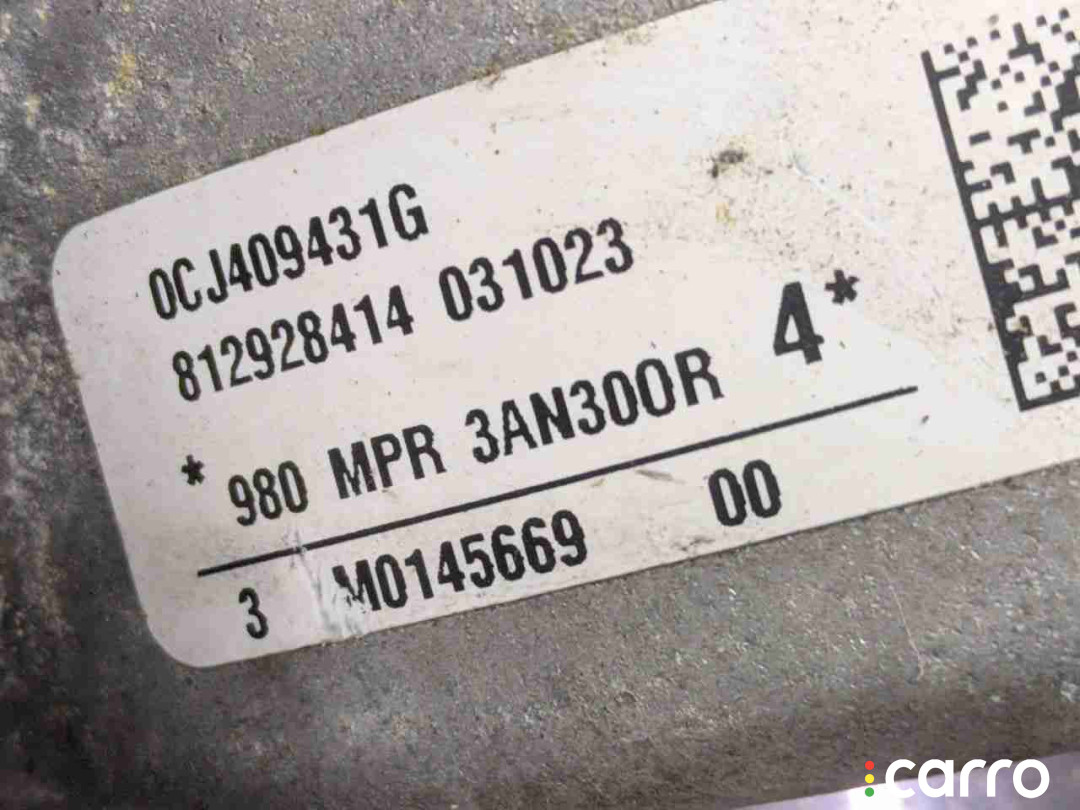 0CJ409431G
812928414 031023
* 980 MPR 3AN300R 4*
3 M0145669 00
carro